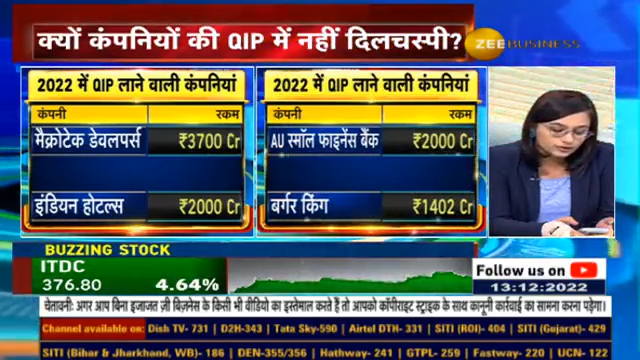 क्यों कंपनियों की QIP में नहीं दिलचस्पी?
ZEE BUSINESS
2022 में QIP लाने वाली कंपनियां
कंपनी रकम
मैक्रोटेक डेवलपर्स ₹3700 Cr
इंडियन होटल्स ₹2000 Cr
2022 में QIP लाने वाली कंपनियां
कंपनी रकम
AU स्मॉल फाइनेंस बैंक ₹2000 Cr
बर्गर किंग ₹1402 Cr
BUZZING STOCK
ITDC
376.80 4.64%
Follow us on
13:12:2022
चेतावनी: अगर आप बिना इजाजत ज़ी बिज़नेस के किसी भी वीडियो का इस्तेमाल करते हैं तो आपको कॉपीराइट स्ट्राइक के साथ कानूनी कार्रवाई का सामना करना पड़ेगा.
Channel available on: Dish TV- 731 | D2H-343 | Tata Sky-590 | Airtel DTH- 331 | SITI (ROI) - 404 | SITI (Gujarat) - 429
SITI (Bihar & Jharkhand, WB)- 186 | DEN-355/356 | Hathway- 241 | GTPL- 259 | Fastway- 220 | UCN- 122